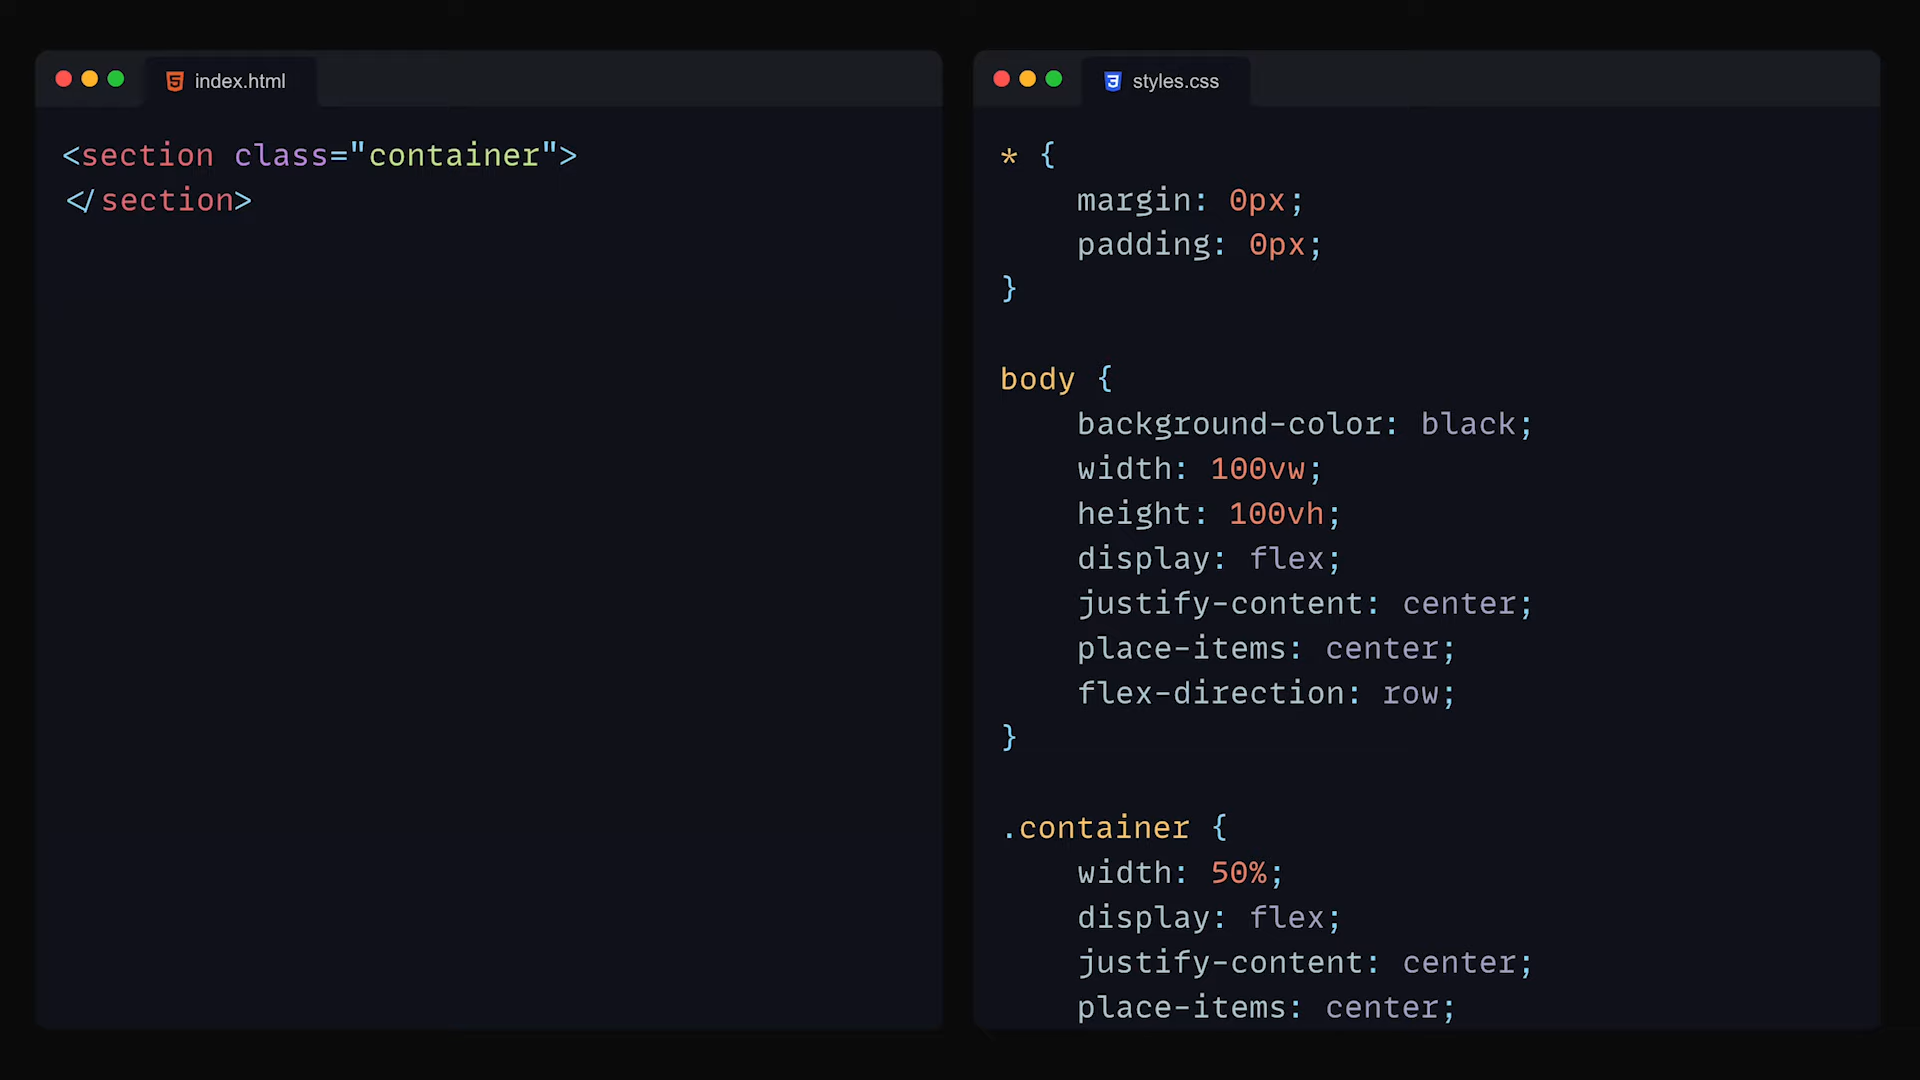 index.html
<section class="container">
</section>
styles.css
* {
margin: 0px;
padding: 0px;
}
body {
background-color: black;
width: 100vw;
height: 100vh;
display: flex;
justify-content: center;
place-items: center;
flex-direction: row;
}
.container {
width: 50%;
display: flex;
justify-content: center;
place-items: center;